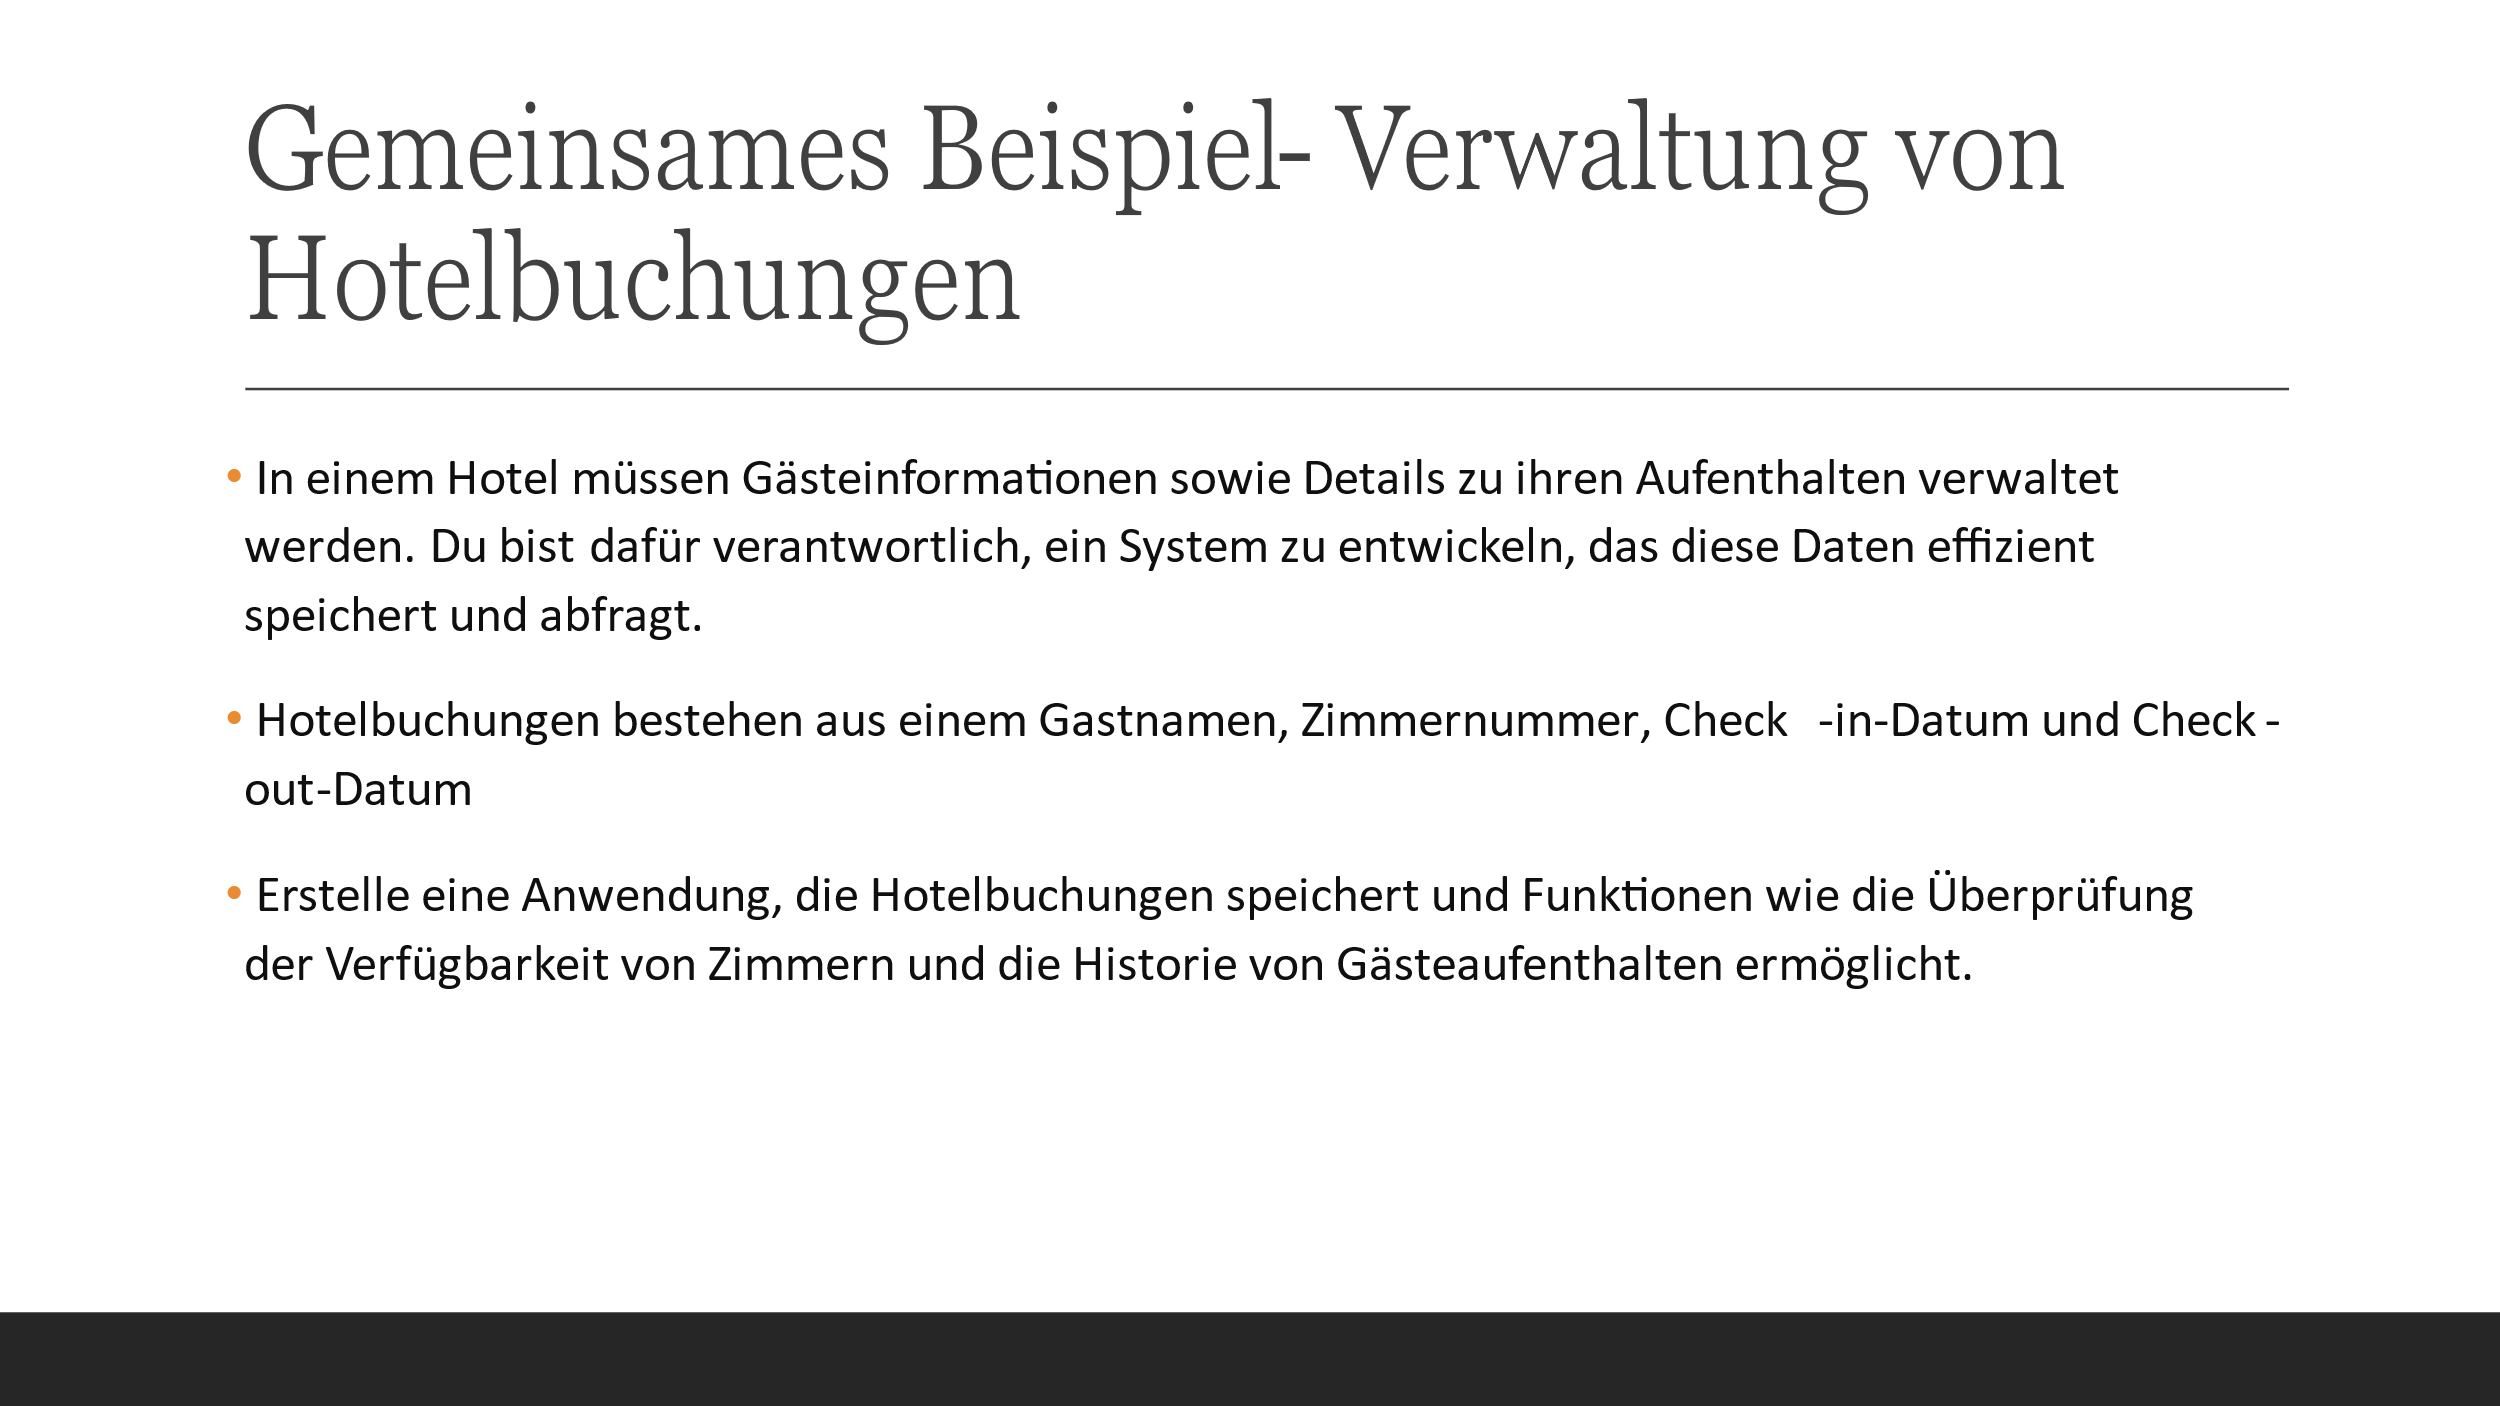 Gemeinsames Beispiel- Verwaltung von
Hotelbuchungen
• In einem Hotel müssen Gästeinformationen sowie Details zu ihren Aufenthalten verwaltet
werden. Du bist dafür verantwortlich, ein System zu entwickeln, das diese Daten effizient
speichert und abfragt.
• Hotelbuchungen bestehen aus einem Gastnamen, Zimmernummer, Check -in-Datum und Check -
out-Datum
• Erstelle eine Anwendung, die Hotelbuchungen speichert und Funktionen wie die Überprüfung
der Verfügbarkeit von Zimmern und die Historie von Gästeaufenthalten ermöglicht.